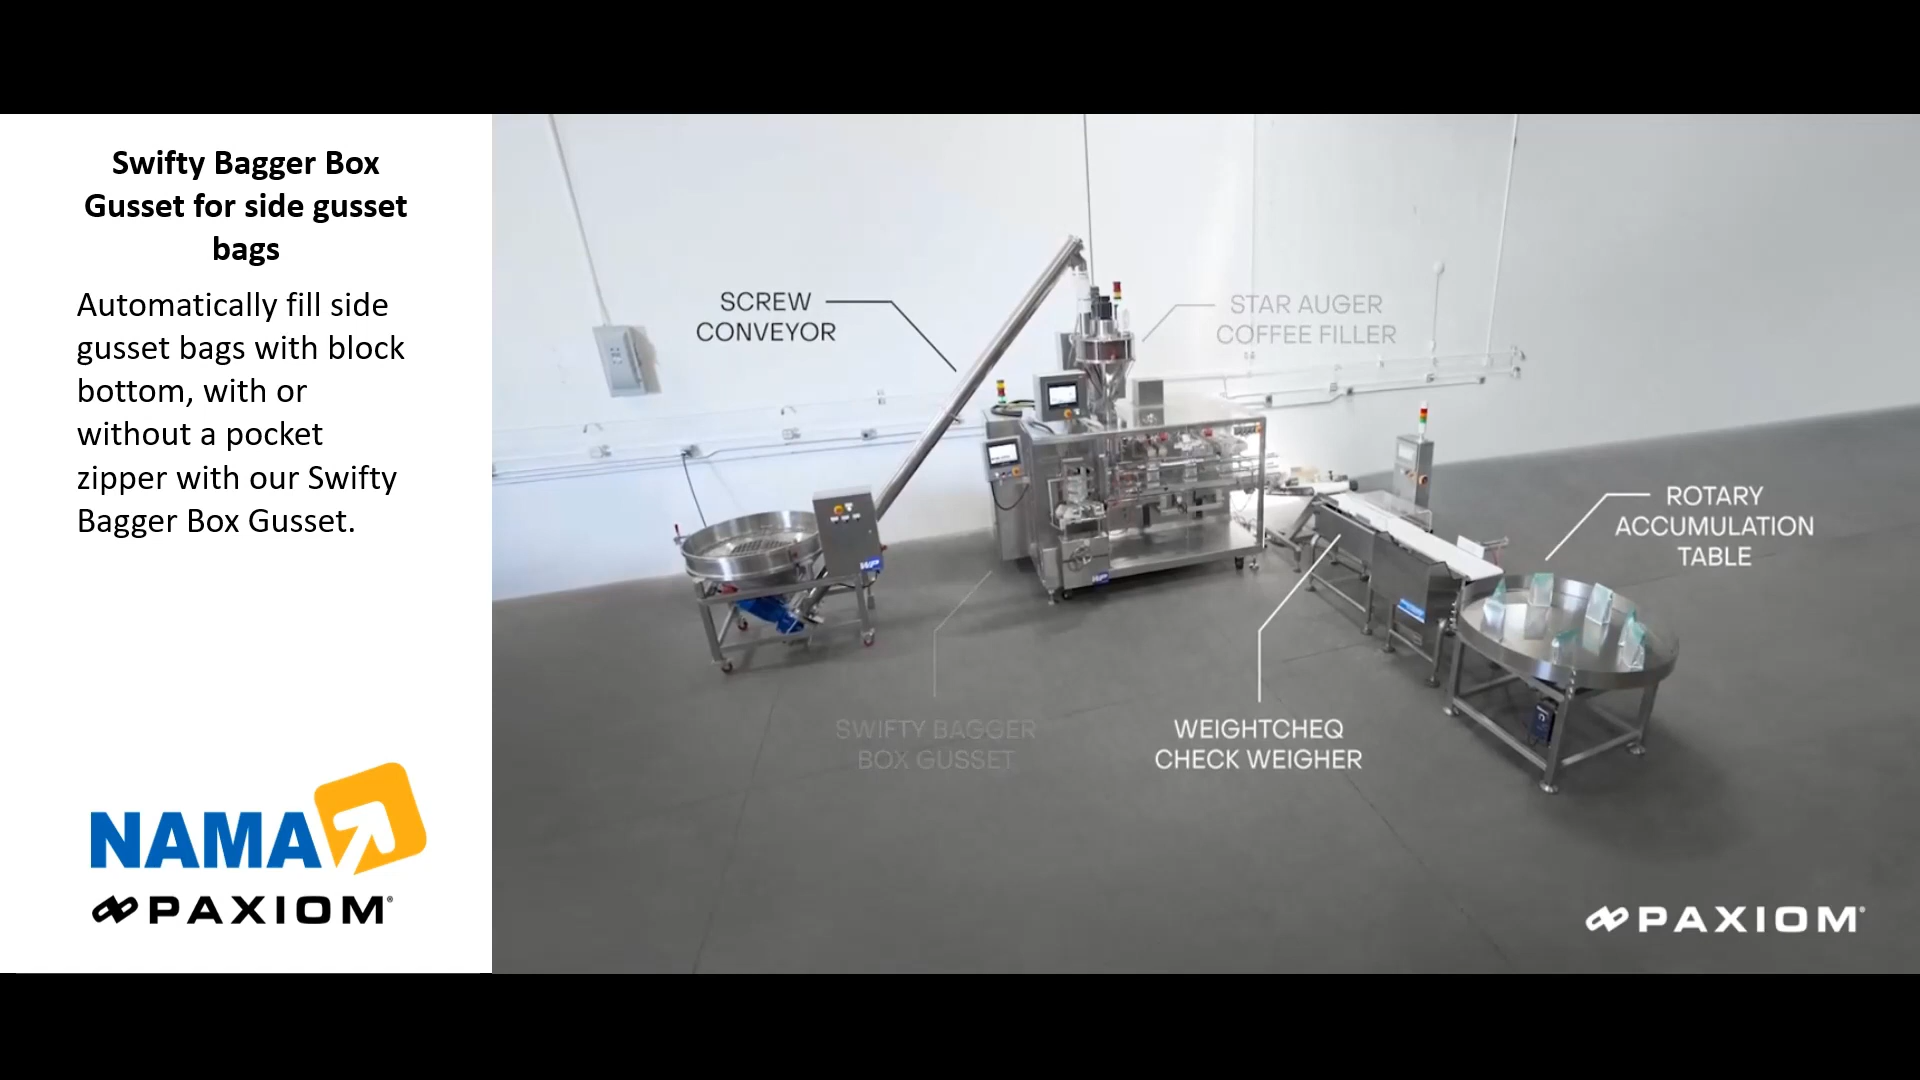 Swifty Bagger Box
Gusset for side gusset
bags
Automatically fill side
gusset bags with block
bottom, with or
without a pocket
zipper with our Swifty
Bagger Box Gusset.
NAMA
PAXIOM®
SCREW
CONVEYOR
STAR AUGER
COFFEE FILLER
ROTARY
ACCUMULATION
TABLE
SWIFTY BAGGER
BOX GUSSET
WEIGHTCHEQ
CHECK WEIGHER
WP
WP
PAXIOM®